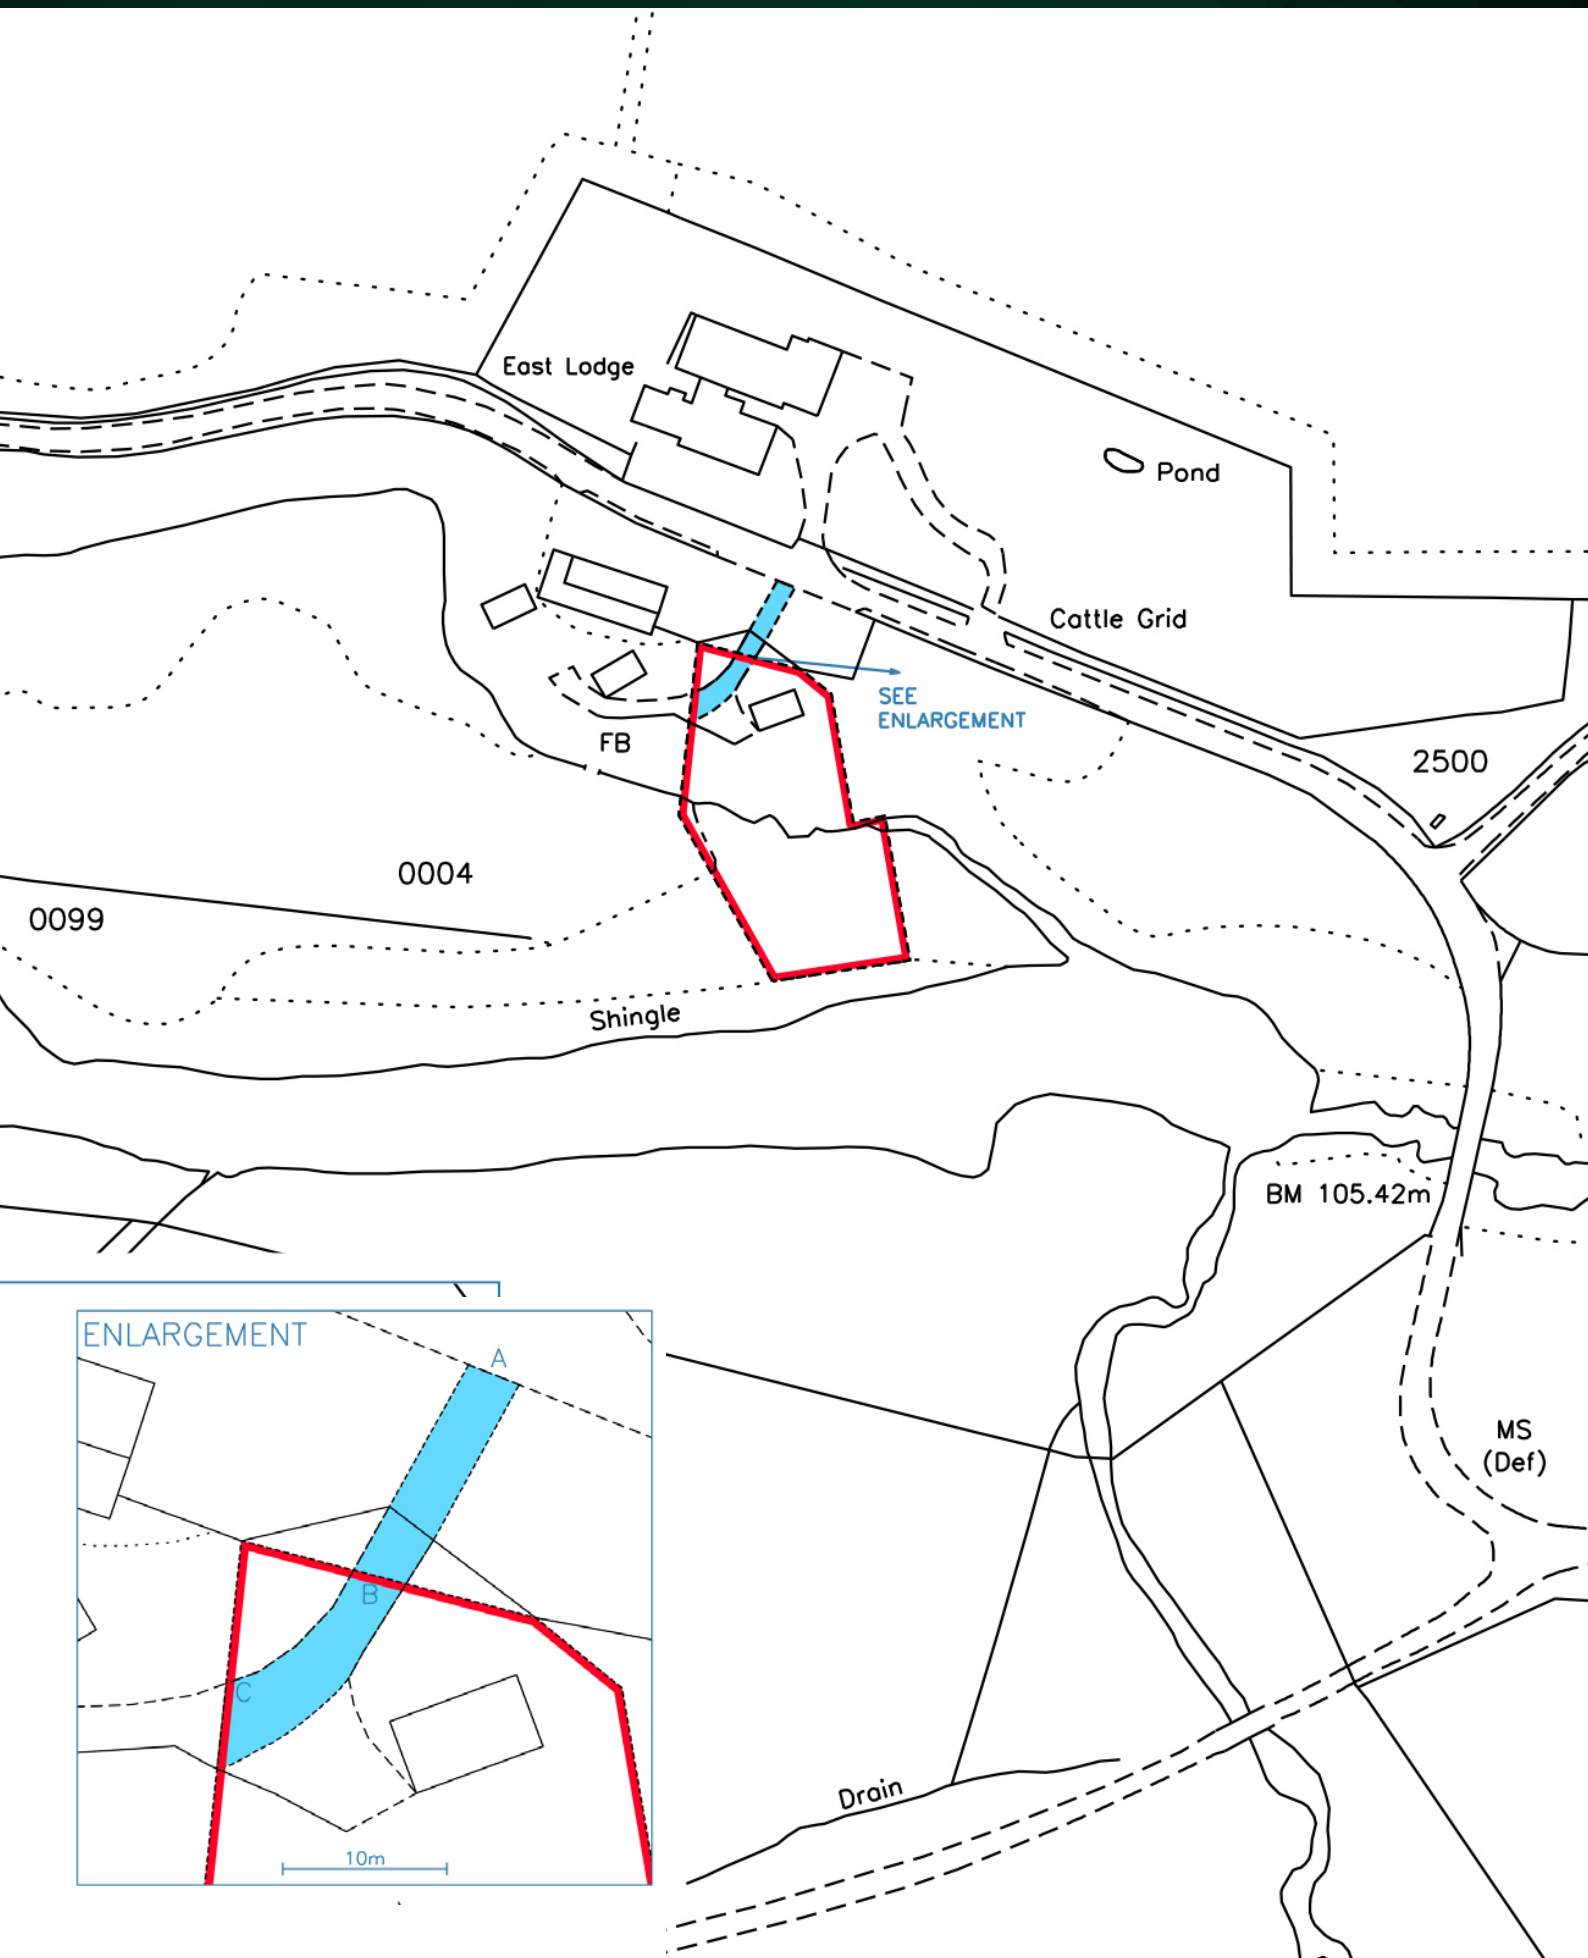 East Lodge
Pond
Cattle Grid
SEE
ENLARGEMENT
FB
2500
0004
0099
Shingle
BM 105.42m
ENLARGEMENT
A
B
C
10m
MS
(Def)
Drain